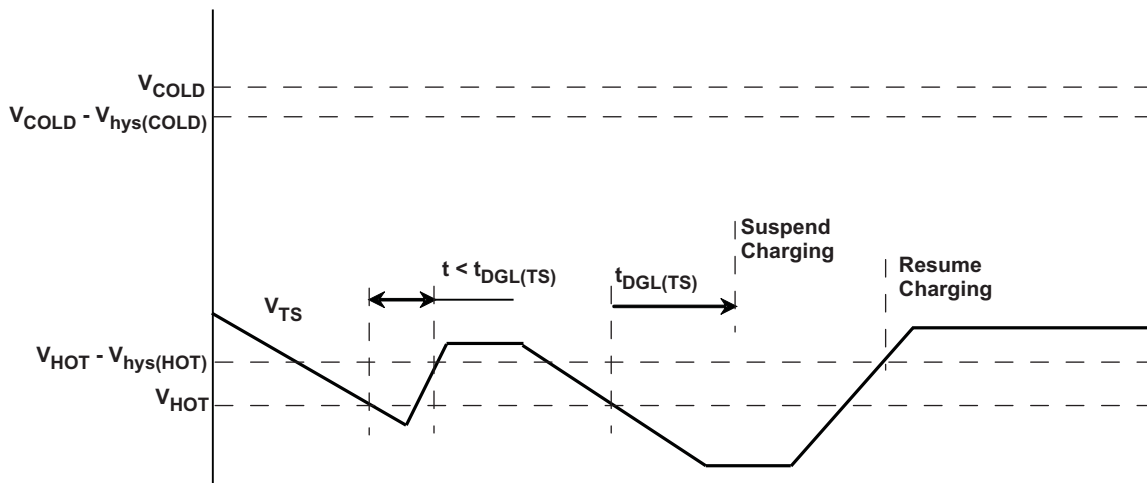 V_COLD
V_COLD - V_hys(COLD)
Suspend
Charging
t < t_DGL(TS)
t_DGL(TS)
Resume
Charging
V_TS
V_HOT - V_hys(HOT)
V_HOT